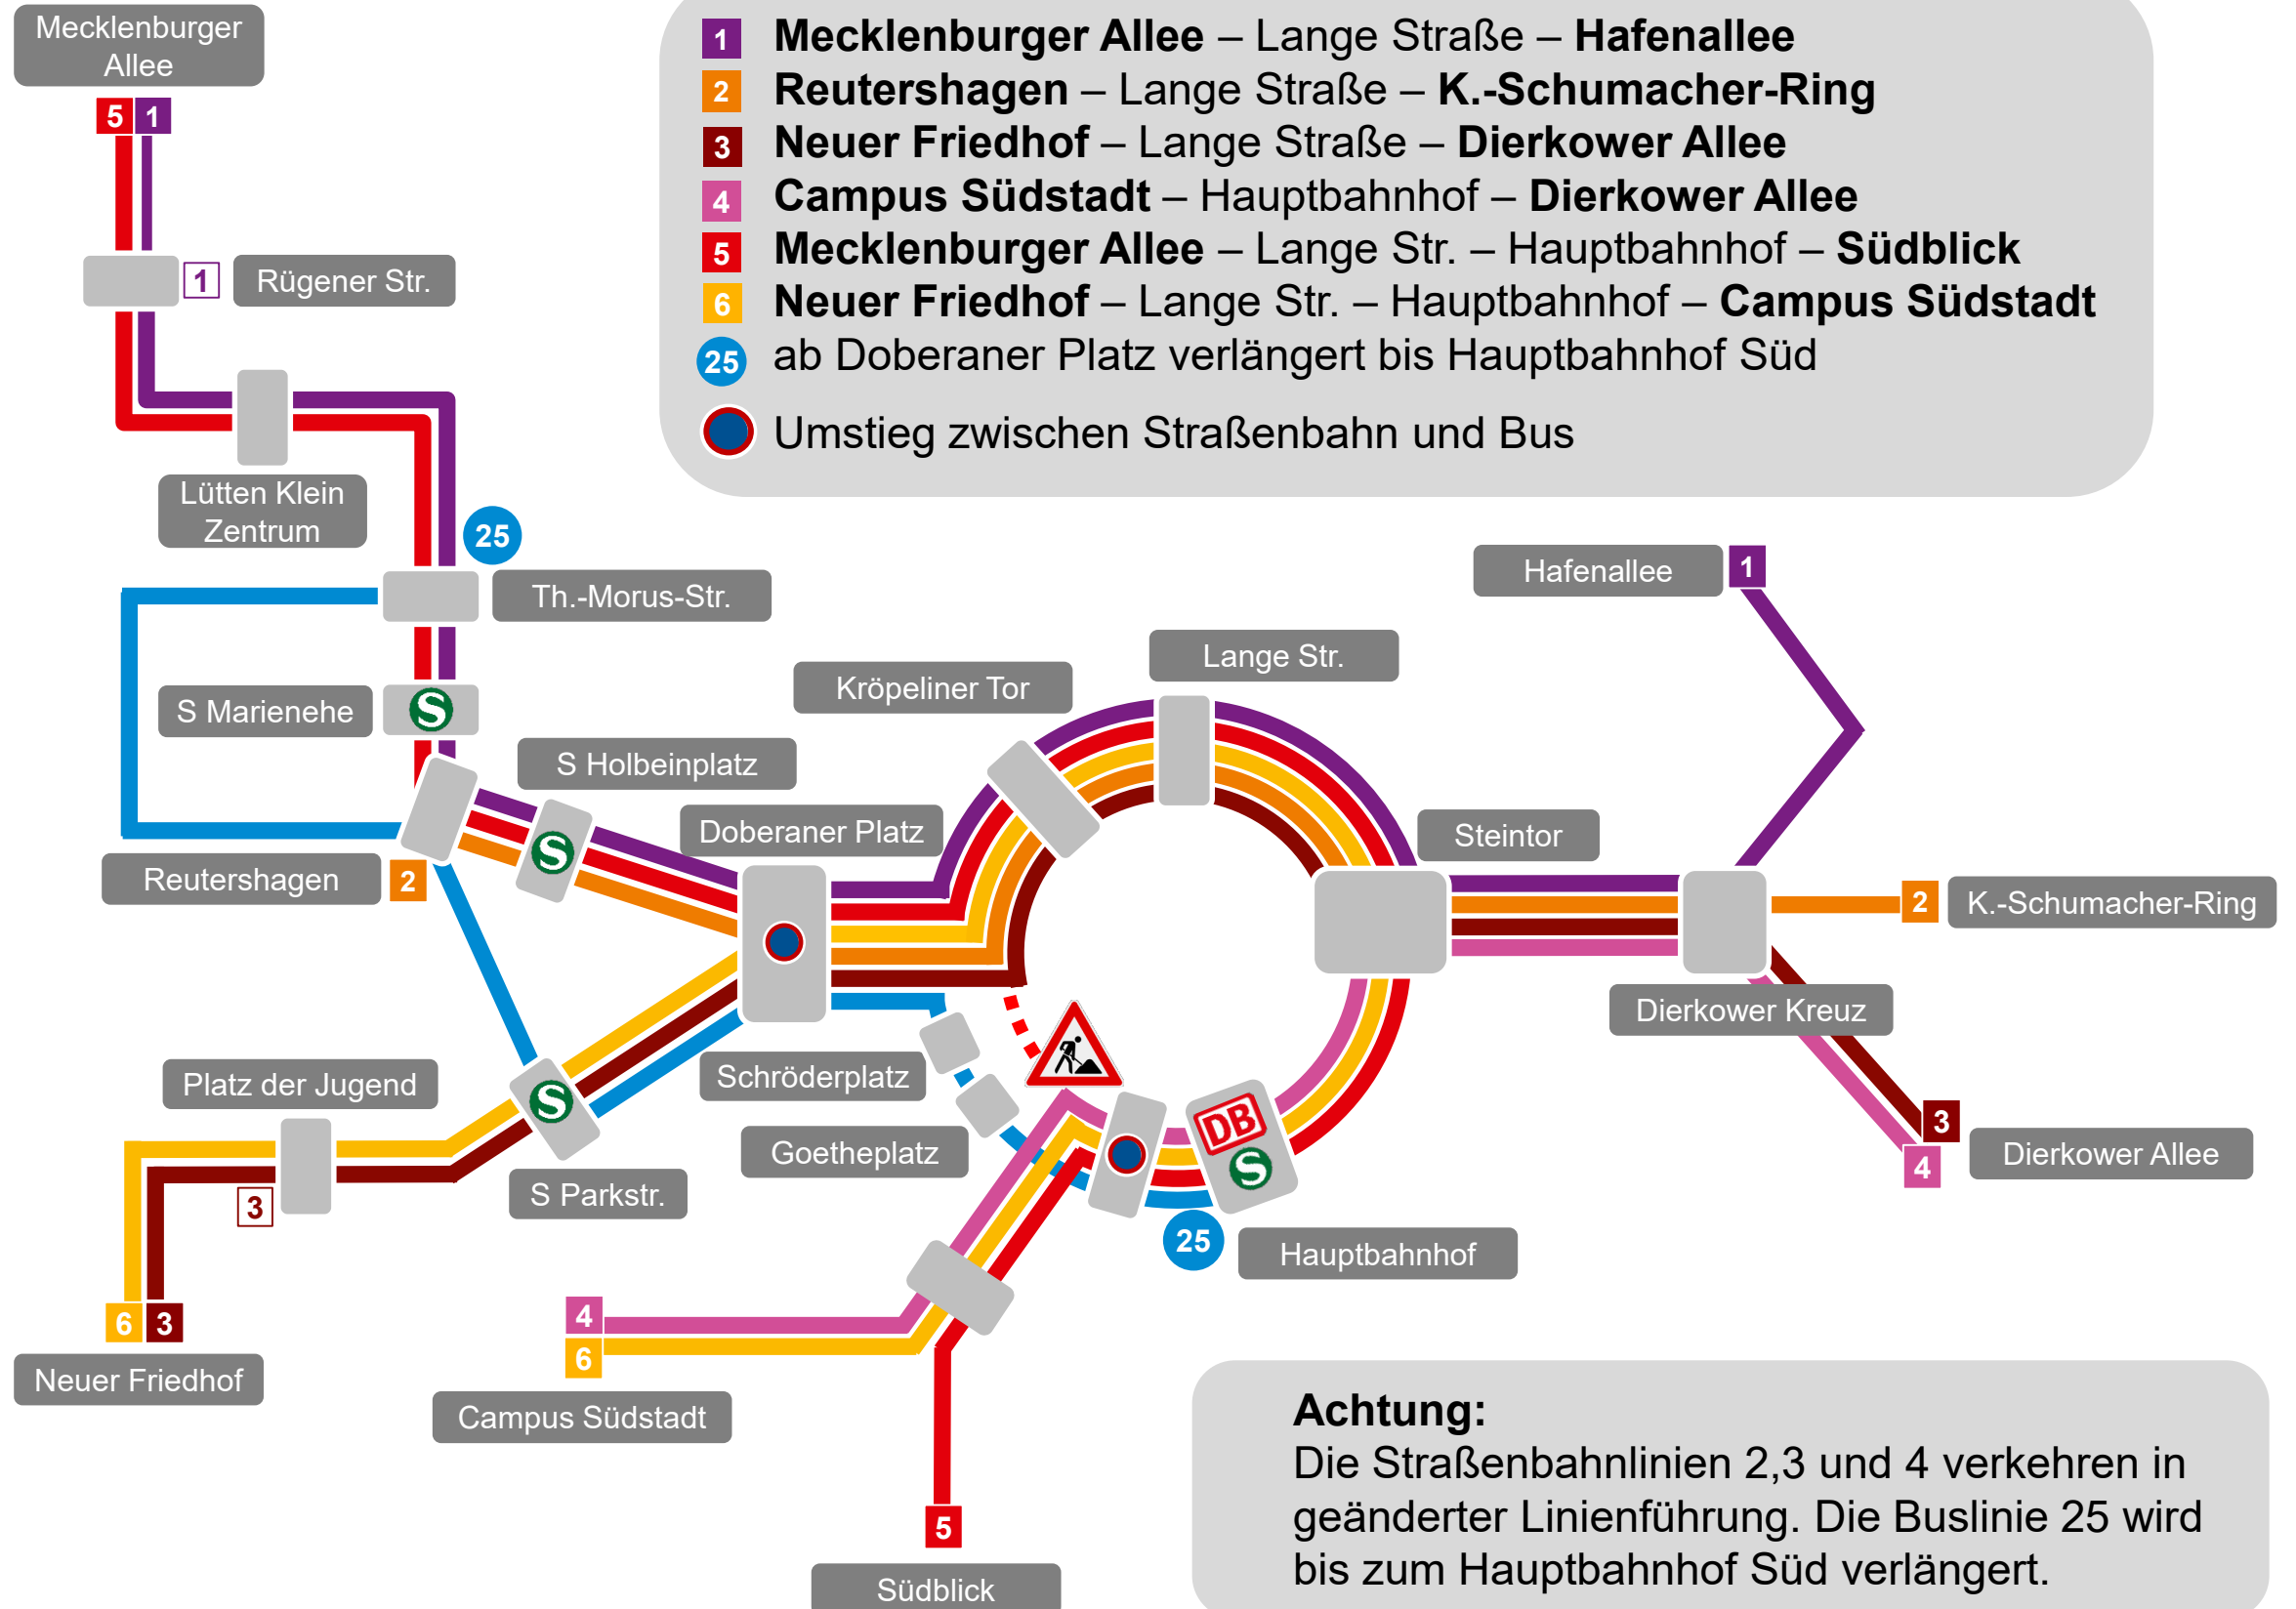 Mecklenburger
Allee
5 1
1 Mecklenburger Allee – Lange Straße – Hafenallee
2 Reutershagen – Lange Straße – K.-Schumacher-Ring
3 Neuer Friedhof – Lange Straße – Dierkower Allee
4 Campus Südstadt – Hauptbahnhof – Dierkower Allee
5 Mecklenburger Allee – Lange Str. – Hauptbahnhof – Südblick
6 Neuer Friedhof – Lange Str. – Hauptbahnhof – Campus Südstadt
25 ab Doberaner Platz verlängert bis Hauptbahnhof Süd
Umstieg zwischen Straßenbahn und Bus
1 Rügener Str.
Lütten Klein
Zentrum
25
Th.-Morus-Str.
Hafenallee 1
S Marienehe
S
Lange Str.
Kröpeliner Tor
S Holbeinplatz
S
Doberaner Platz
Steintor
Reutershagen 2
2 K.-Schumacher-Ring
Dierkower Kreuz
Platz der Jugend
Schröderplatz
S
Goetheplatz
DB
S
3
Dierkower Allee
4
S Parkstr.
3
25
Hauptbahnhof
6 3
Neuer Friedhof
4
6
Campus Südstadt
5
Südblick
Achtung:
Die Straßenbahnlinien 2,3 und 4 verkehren in
geänderter Linienführung. Die Buslinie 25 wird
bis zum Hauptbahnhof Süd verlängert.